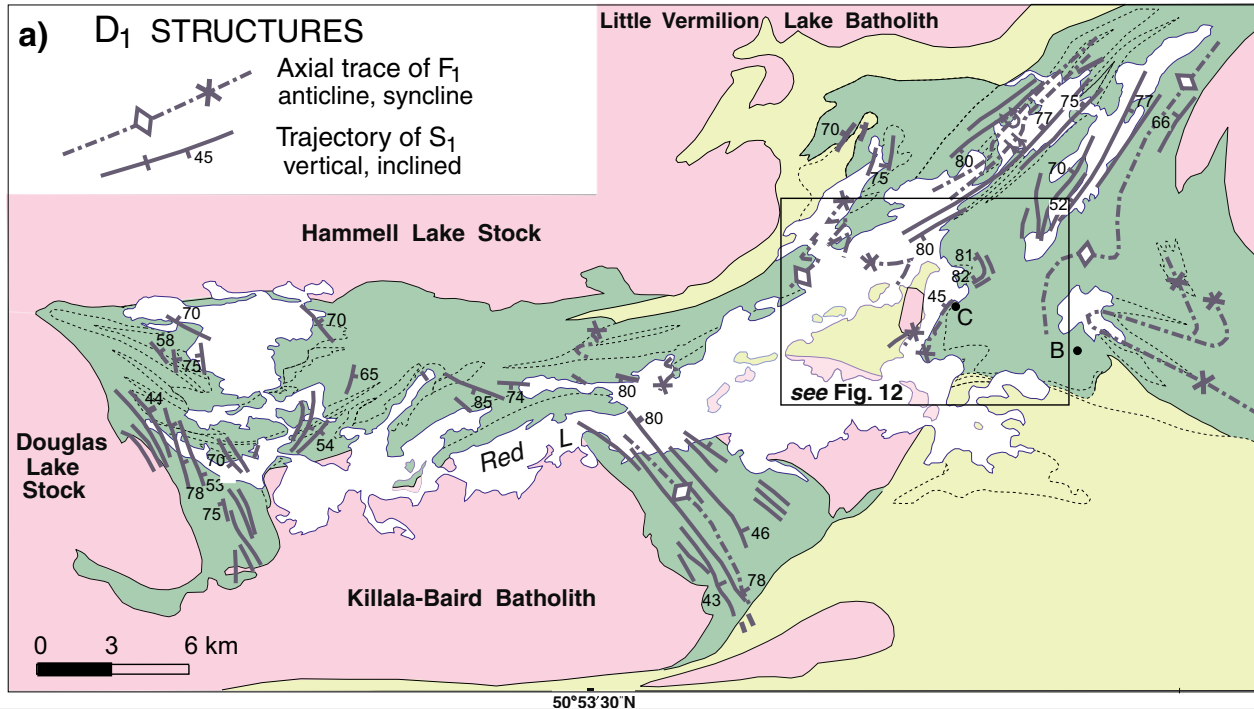 a) D1 STRUCTURES
Axial trace of F1
anticline, syncline
Trajectory of S1
45
vertical, inclined
Little Vermilion Lake Batholith
70
75
77
75
77
66
80
70
52
Hammell Lake Stock
80
81
82
45
C
B
see Fig. 12
70
70
58
75
65
44
85
74
80
80
54
Red L
Douglas
Lake
Stock
70
53
78
75
46
78
43
Killala-Baird Batholith
0 3 6 km
50°53'30"N